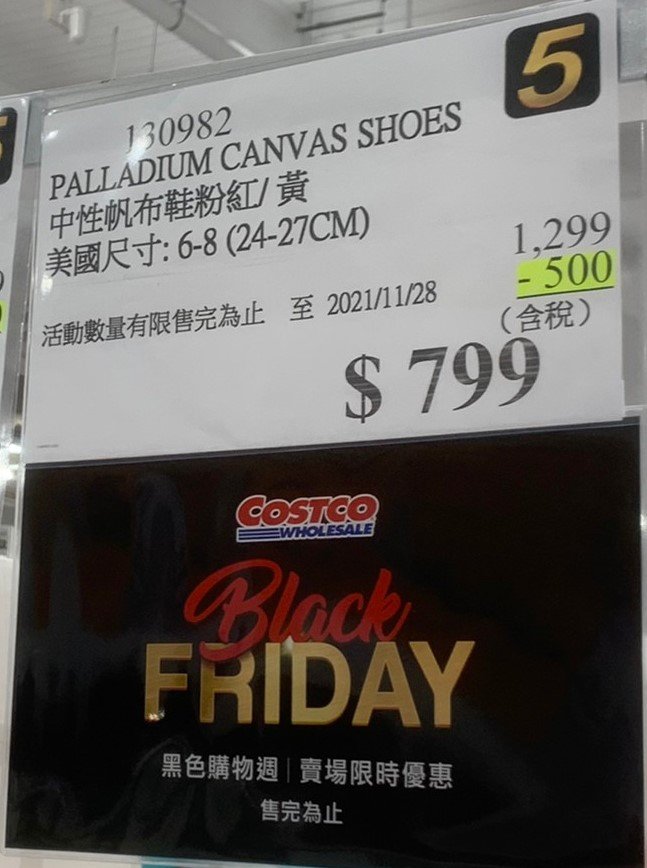 5
130982
PALLADIUM CANVAS SHOES
中性帆布鞋粉紅/ 黃
美國尺寸: 6-8 (24-27CM)
1,299
- 500
活動數量有限售完為止 至 2021/11/28
(含稅)
$ 799
COSTCO
WHOLESALE
Black
FRIDAY
黑色購物週 | 賣場限時優惠
售完為止